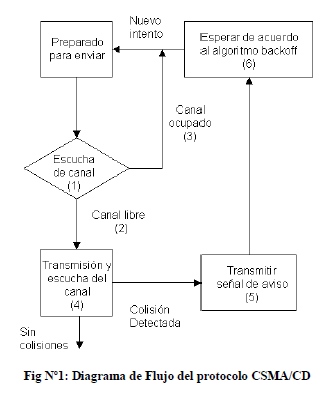 Nuevo
intento
Preparado
para enviar
Esperar de acuerdo
al algoritmo backoff
(6)
Canal
ocupado
(3)
Escucha
de canal
(1)
Canal libre
(2)
Transmisión y
escucha del
canal
(4)
Transmitir
señal de aviso
(5)
Colisión
Detectada
Sin
colisiones
Fig Nº1: Diagrama de Flujo del protocolo CSMA/CD